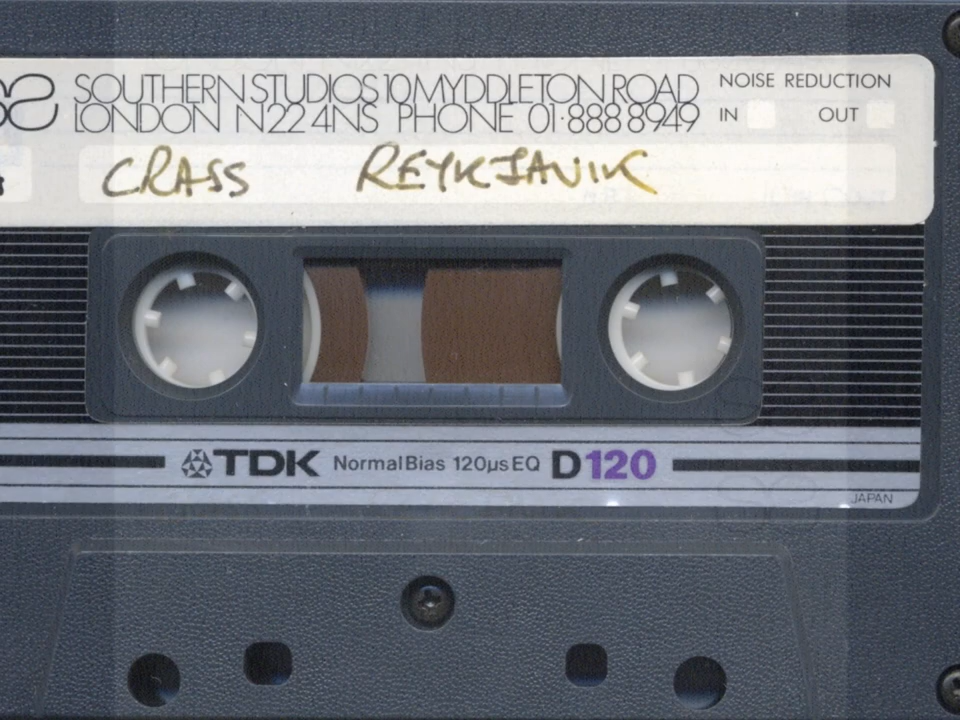 SOUTHERN STUDIOS 10 MYDDLETON ROAD
LONDON N22 4NS PHONE 01·888 8949
NOISE REDUCTION
IN OUT
CRASS REYKJAVIK
TDK Normal Bias 120µs EQ D120
JAPAN